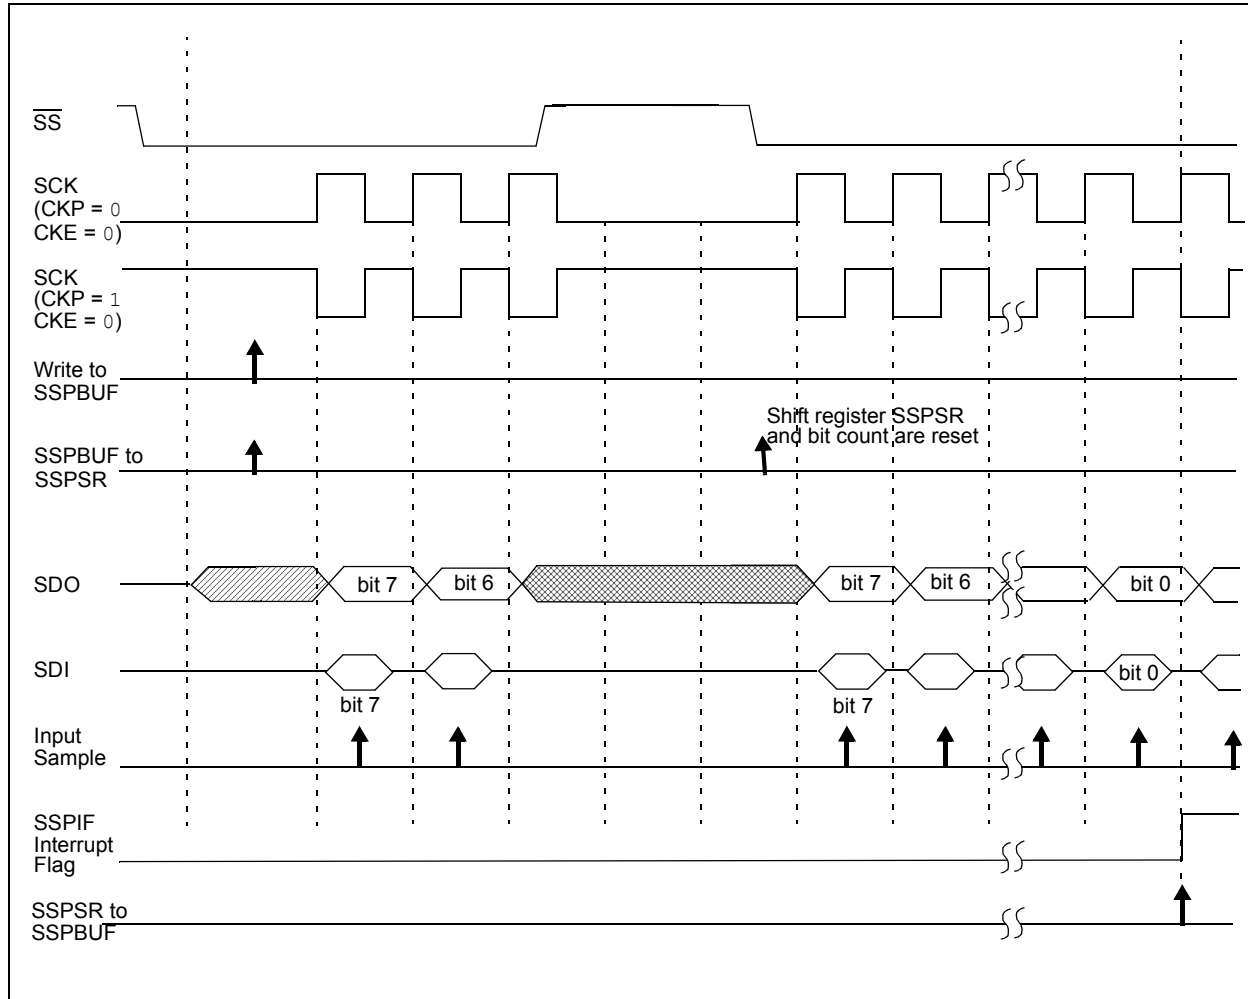 SS
SCK
(CKP = 0
CKE = 0)
SCK
(CKP = 1
CKE = 0)
Write to
SSPBUF
Shift register SSPSR
and bit count are reset
SSPBUF to
SSPSR
SDO
bit 7
bit 6
bit 7
bit 6
bit 0
SDI
bit 0
bit 7
bit 7
Input
Sample
SSPIF
Interrupt
Flag
SSPSR to
SSPBUF